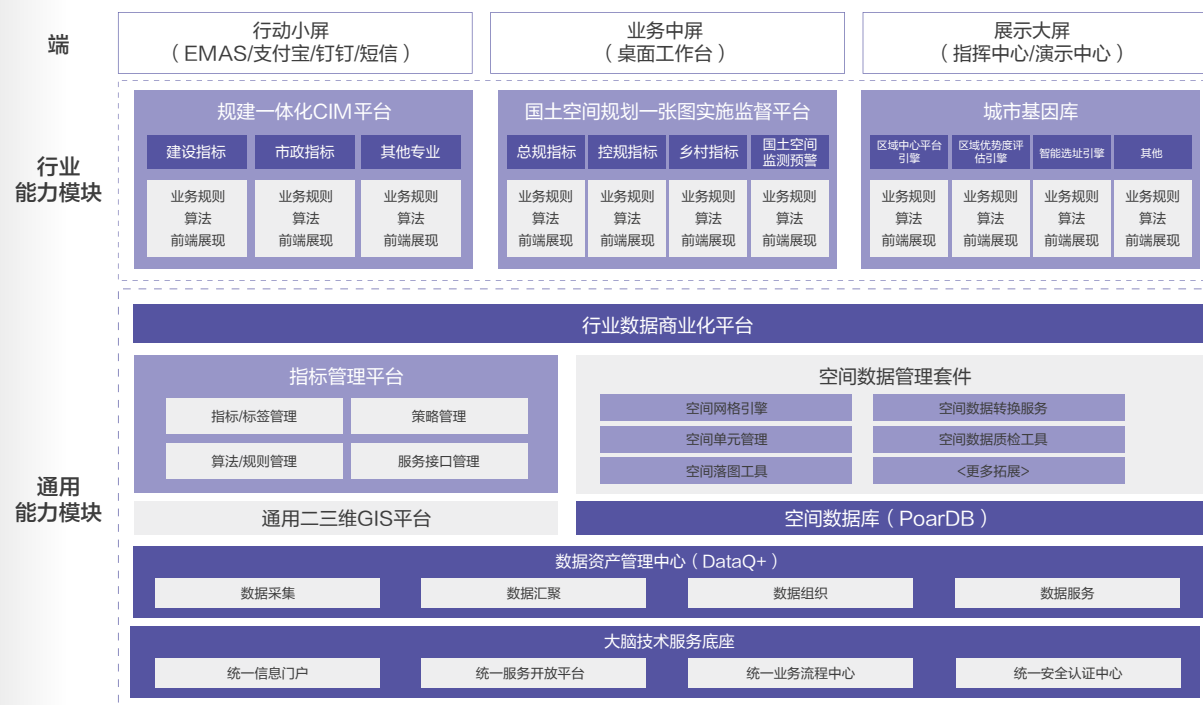 端
行动小屏
（EMAS/支付宝/钉钉/短信）
业务中屏
（桌面工作台）
展示大屏
（指挥中心/演示中心）
行业
能力模块
规建一体化CIM平台
建设指标
市政指标
其他专业
业务规则
算法
前端展现
业务规则
算法
前端展现
业务规则
算法
前端展现
国土空间规划一张图实施监督平台
总规指标
控规指标
乡村指标
国土空间
监测预警
业务规则
算法
前端展现
业务规则
算法
前端展现
业务规则
算法
前端展现
业务规则
算法
前端展现
城市基因库
区域中心平台
引擎
区域优势度评
估引擎
智能选址引擎
其他
业务规则
算法
前端展现
业务规则
算法
前端展现
业务规则
算法
前端展现
业务规则
算法
前端展现
通用
能力模块
行业数据商业化平台
指标管理平台
指标/标签管理
策略管理
算法/规则管理
服务接口管理
空间数据管理套件
空间网格引擎
空间数据转换服务
空间单元管理
空间数据质检工具
空间落图工具
<更多拓展>
通用二三维GIS平台
空间数据库（PoarDB）
数据资产管理中心（DataQ+）
数据采集
数据汇聚
数据组织
数据服务
大脑技术服务底座
统一信息门户
统一服务开放平台
统一业务流程中心
统一安全认证中心